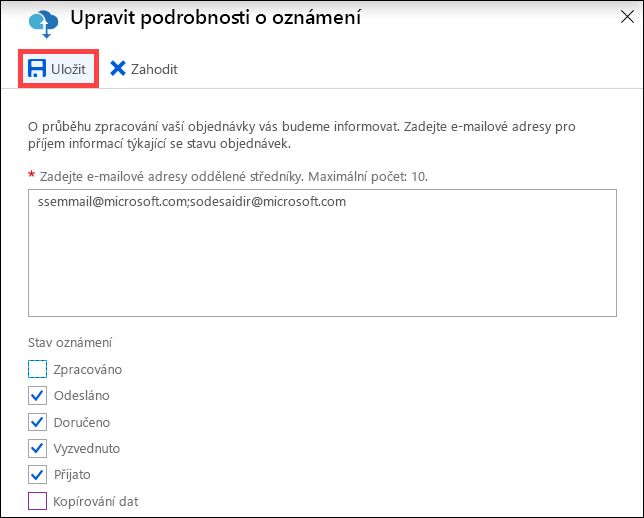 Upravit podrobnosti o oznámení
Uložit
Zahodit
O průběhu zpracování vaší objednávky vás budeme informovat. Zadejte e-mailové adresy pro
příjem informací týkající se stavu objednávek.
* Zadejte e-mailové adresy oddělené středníky. Maximální počet: 10.
ssemmail@microsoft.com;sodesaidir@microsoft.com
Stav oznámení
Zpracováno
Odesláno
Doručeno
Vyzvednuto
Přijato
Kopírování dat